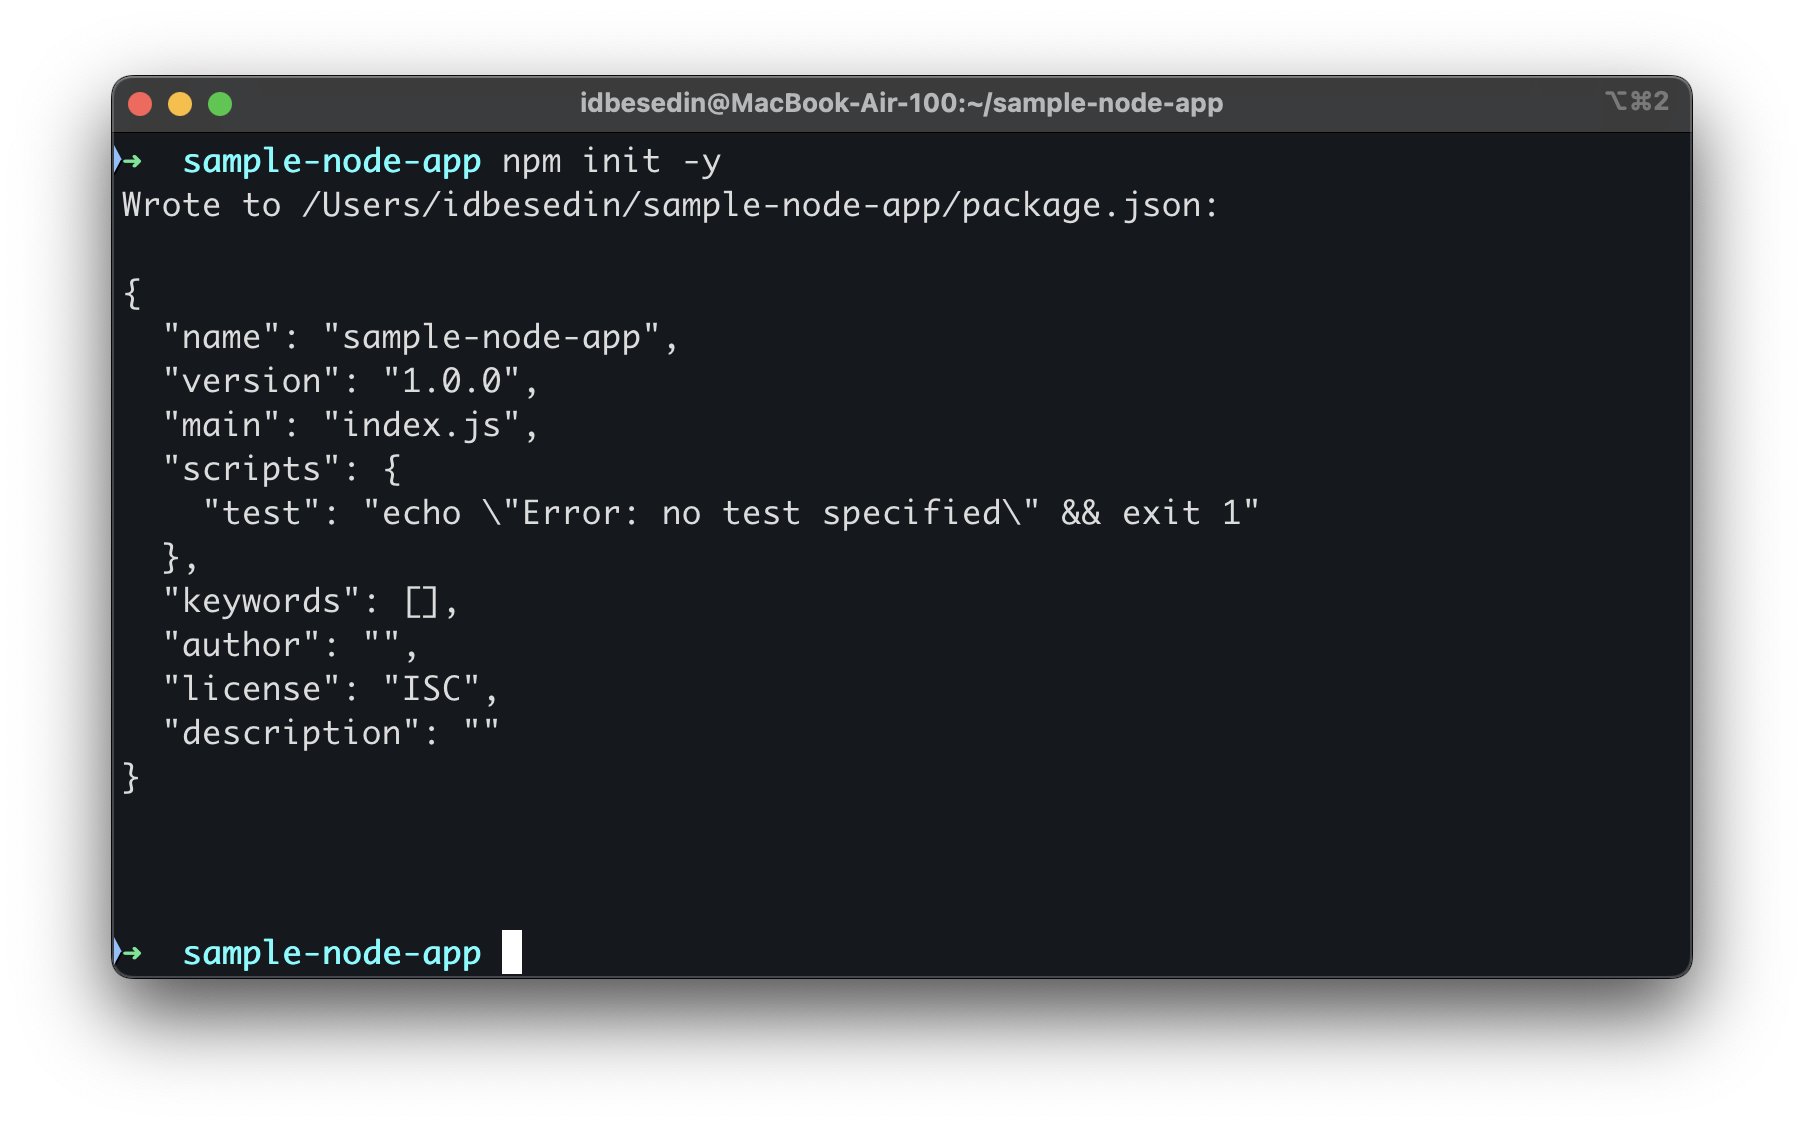 idbesedin@MacBook-Air-100:~/sample-node-app ⌥⌘2
➜  sample-node-app npm init -y
Wrote to /Users/idbesedin/sample-node-app/package.json:

{
  "name": "sample-node-app",
  "version": "1.0.0",
  "main": "index.js",
  "scripts": {
    "test": "echo \"Error: no test specified\" && exit 1"
  },
  "keywords": [],
  "author": "",
  "license": "ISC",
  "description": ""
}

➜  sample-node-app